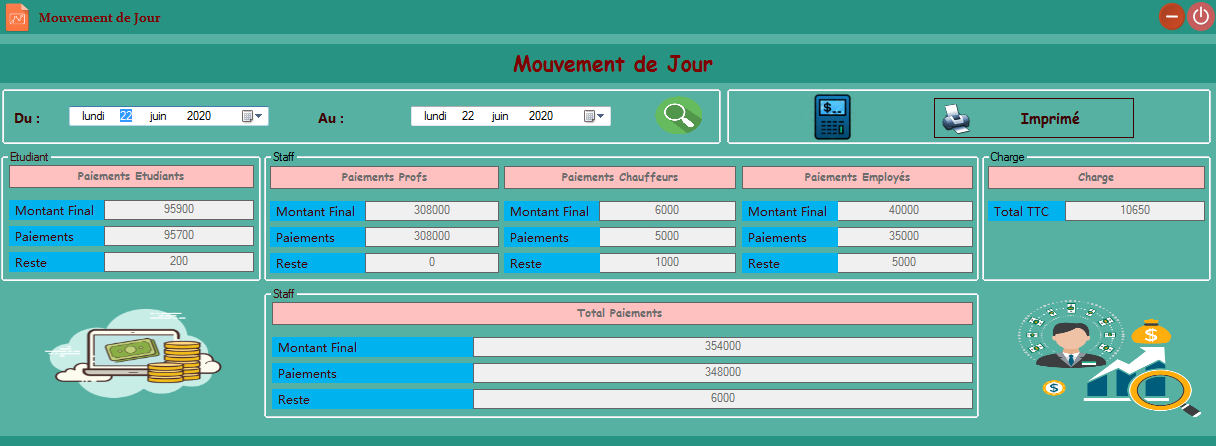 Mouvement de Jour
Mouvement de Jour
Du : lundi 22 juin 2020 Au : lundi 22 juin 2020 $ Imprimé
Etudiant Staff Charge
Paiements Etudiants Paiements Profs Paiements Chauffeurs Paiements Employés Charge
Montant Final 95900 Montant Final 308000 Montant Final 6000 Montant Final 40000 Total TTC 10650
Paiements 95700 Paiements 308000 Paiements 5000 Paiements 35000
Reste 200 Reste 0 Reste 1000 Reste 5000
Staff
Total Paiements
Montant Final 354000
Paiements 348000
Reste 6000